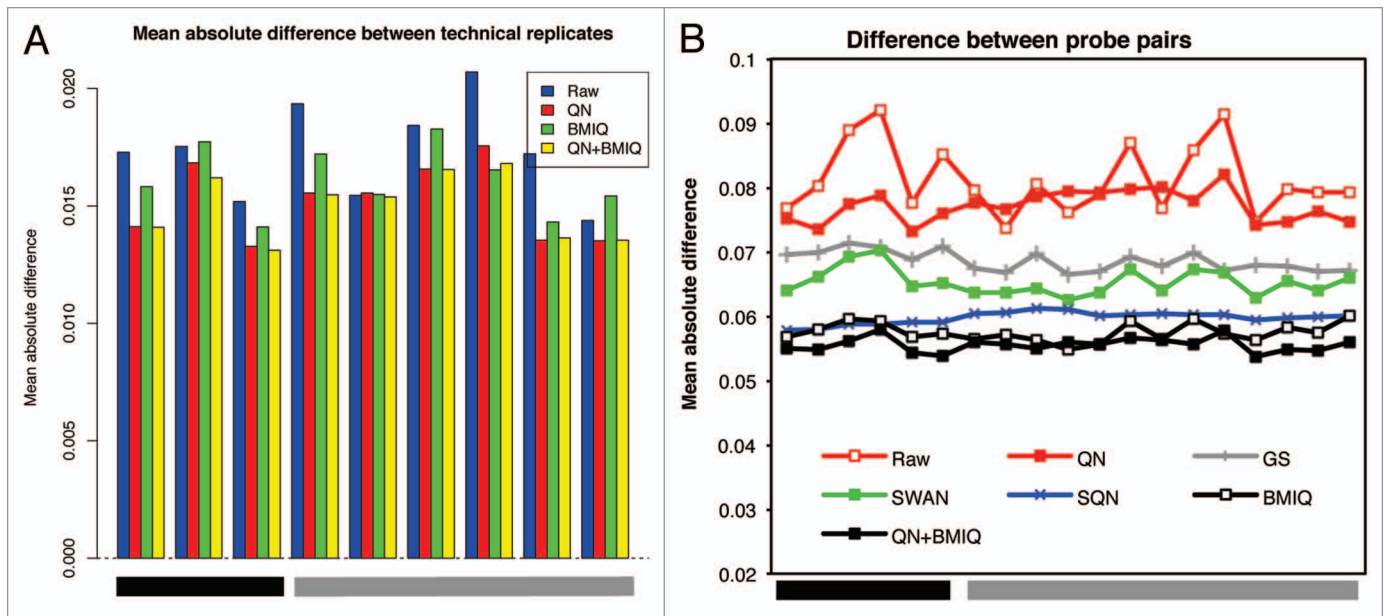 A
Mean absolute difference between technical replicates
Mean absolute difference
0.020
0.015
0.010
0.005
0.000
Raw
QN
BMIQ
QN+BMIQ
B
Difference between probe pairs
Mean absolute difference
0.1
0.09
0.08
0.07
0.06
0.05
0.04
0.03
0.02
Raw QN GS
SWAN SQN BMIQ
QN+BMIQ